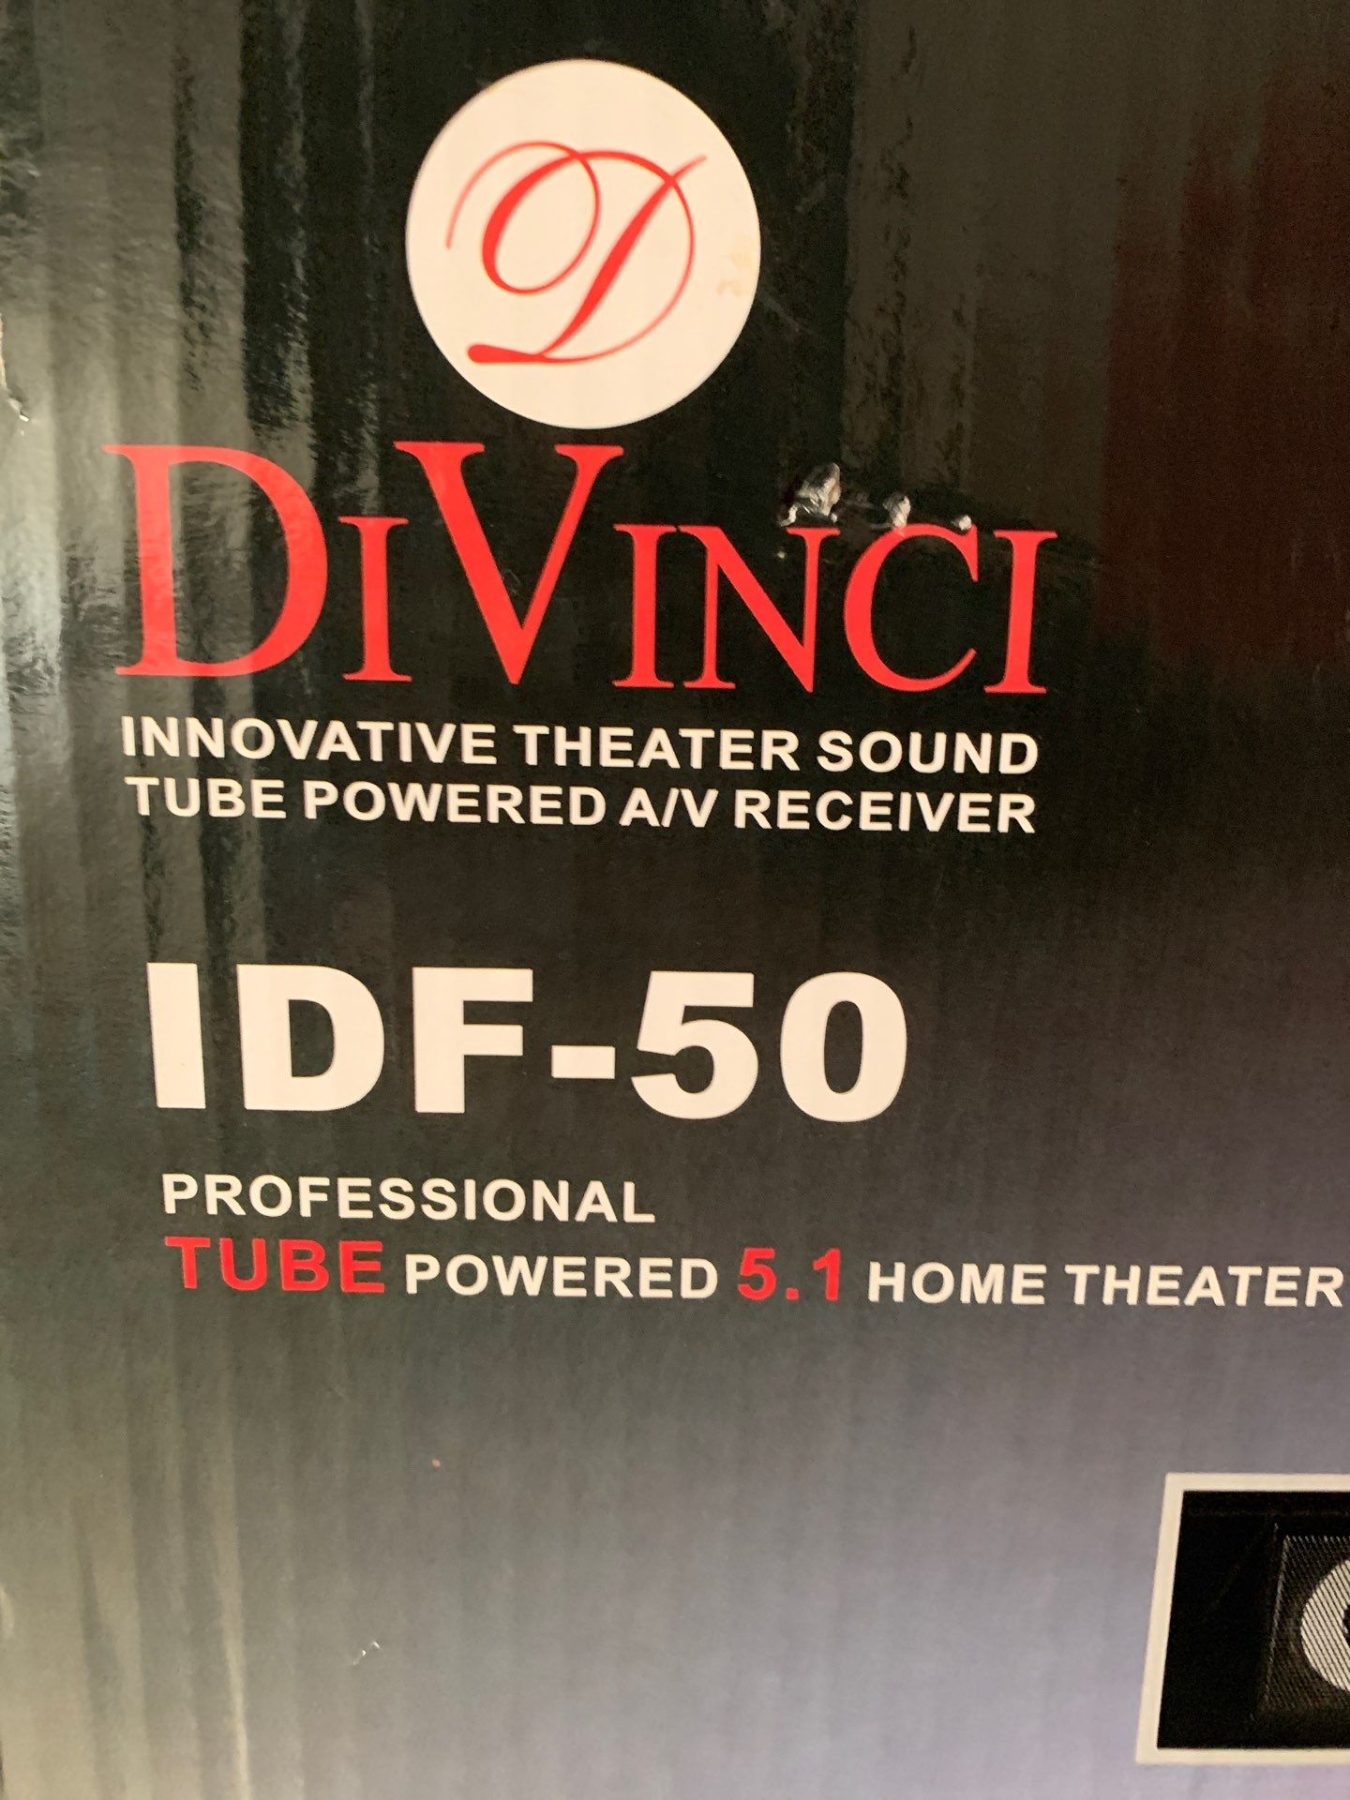 D
DIVINCI
INNOVATIVE THEATER SOUND
TUBE POWERED A/V RECEIVER
IDF-50
PROFESSIONAL
TUBE POWERED 5.1 HOME THEATER